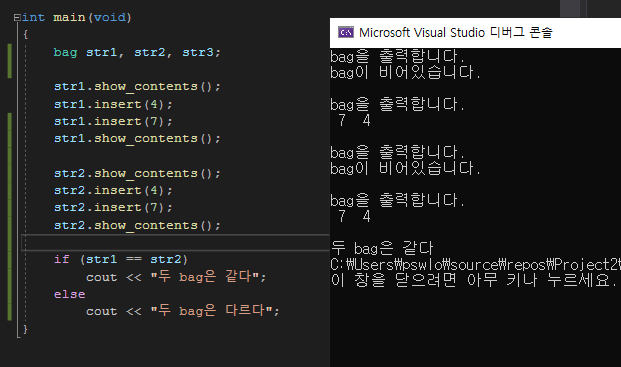 int main(void)
{
bag str1, str2, str3;
str1.show_contents();
str1.insert(4);
str1.insert(7);
str1.show_contents();
str2.show_contents();
str2.insert(4);
str2.insert(7);
str2.show_contents();
if (str1 == str2)
cout << "두 bag은 같다";
else
cout << "두 bag은 다르다";
}
Microsoft Visual Studio 디버그 콘솔
bag을 출력합니다.
bag이 비어있습니다.
bag을 출력합니다.
7 4
bag을 출력합니다.
bag이 비어있습니다.
bag을 출력합니다.
7 4
두 bag은 같다
C:₩Users₩pswlo₩source₩repos₩Project2₩
이 창을 닫으려면 아무 키나 누르세요.